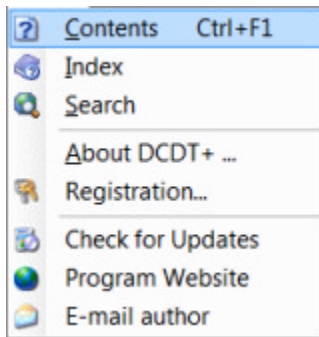 Contents Ctrl+F1
Index
Search
About DCDT+ ...
Registration...
Check for Updates
Program Website
E-mail author